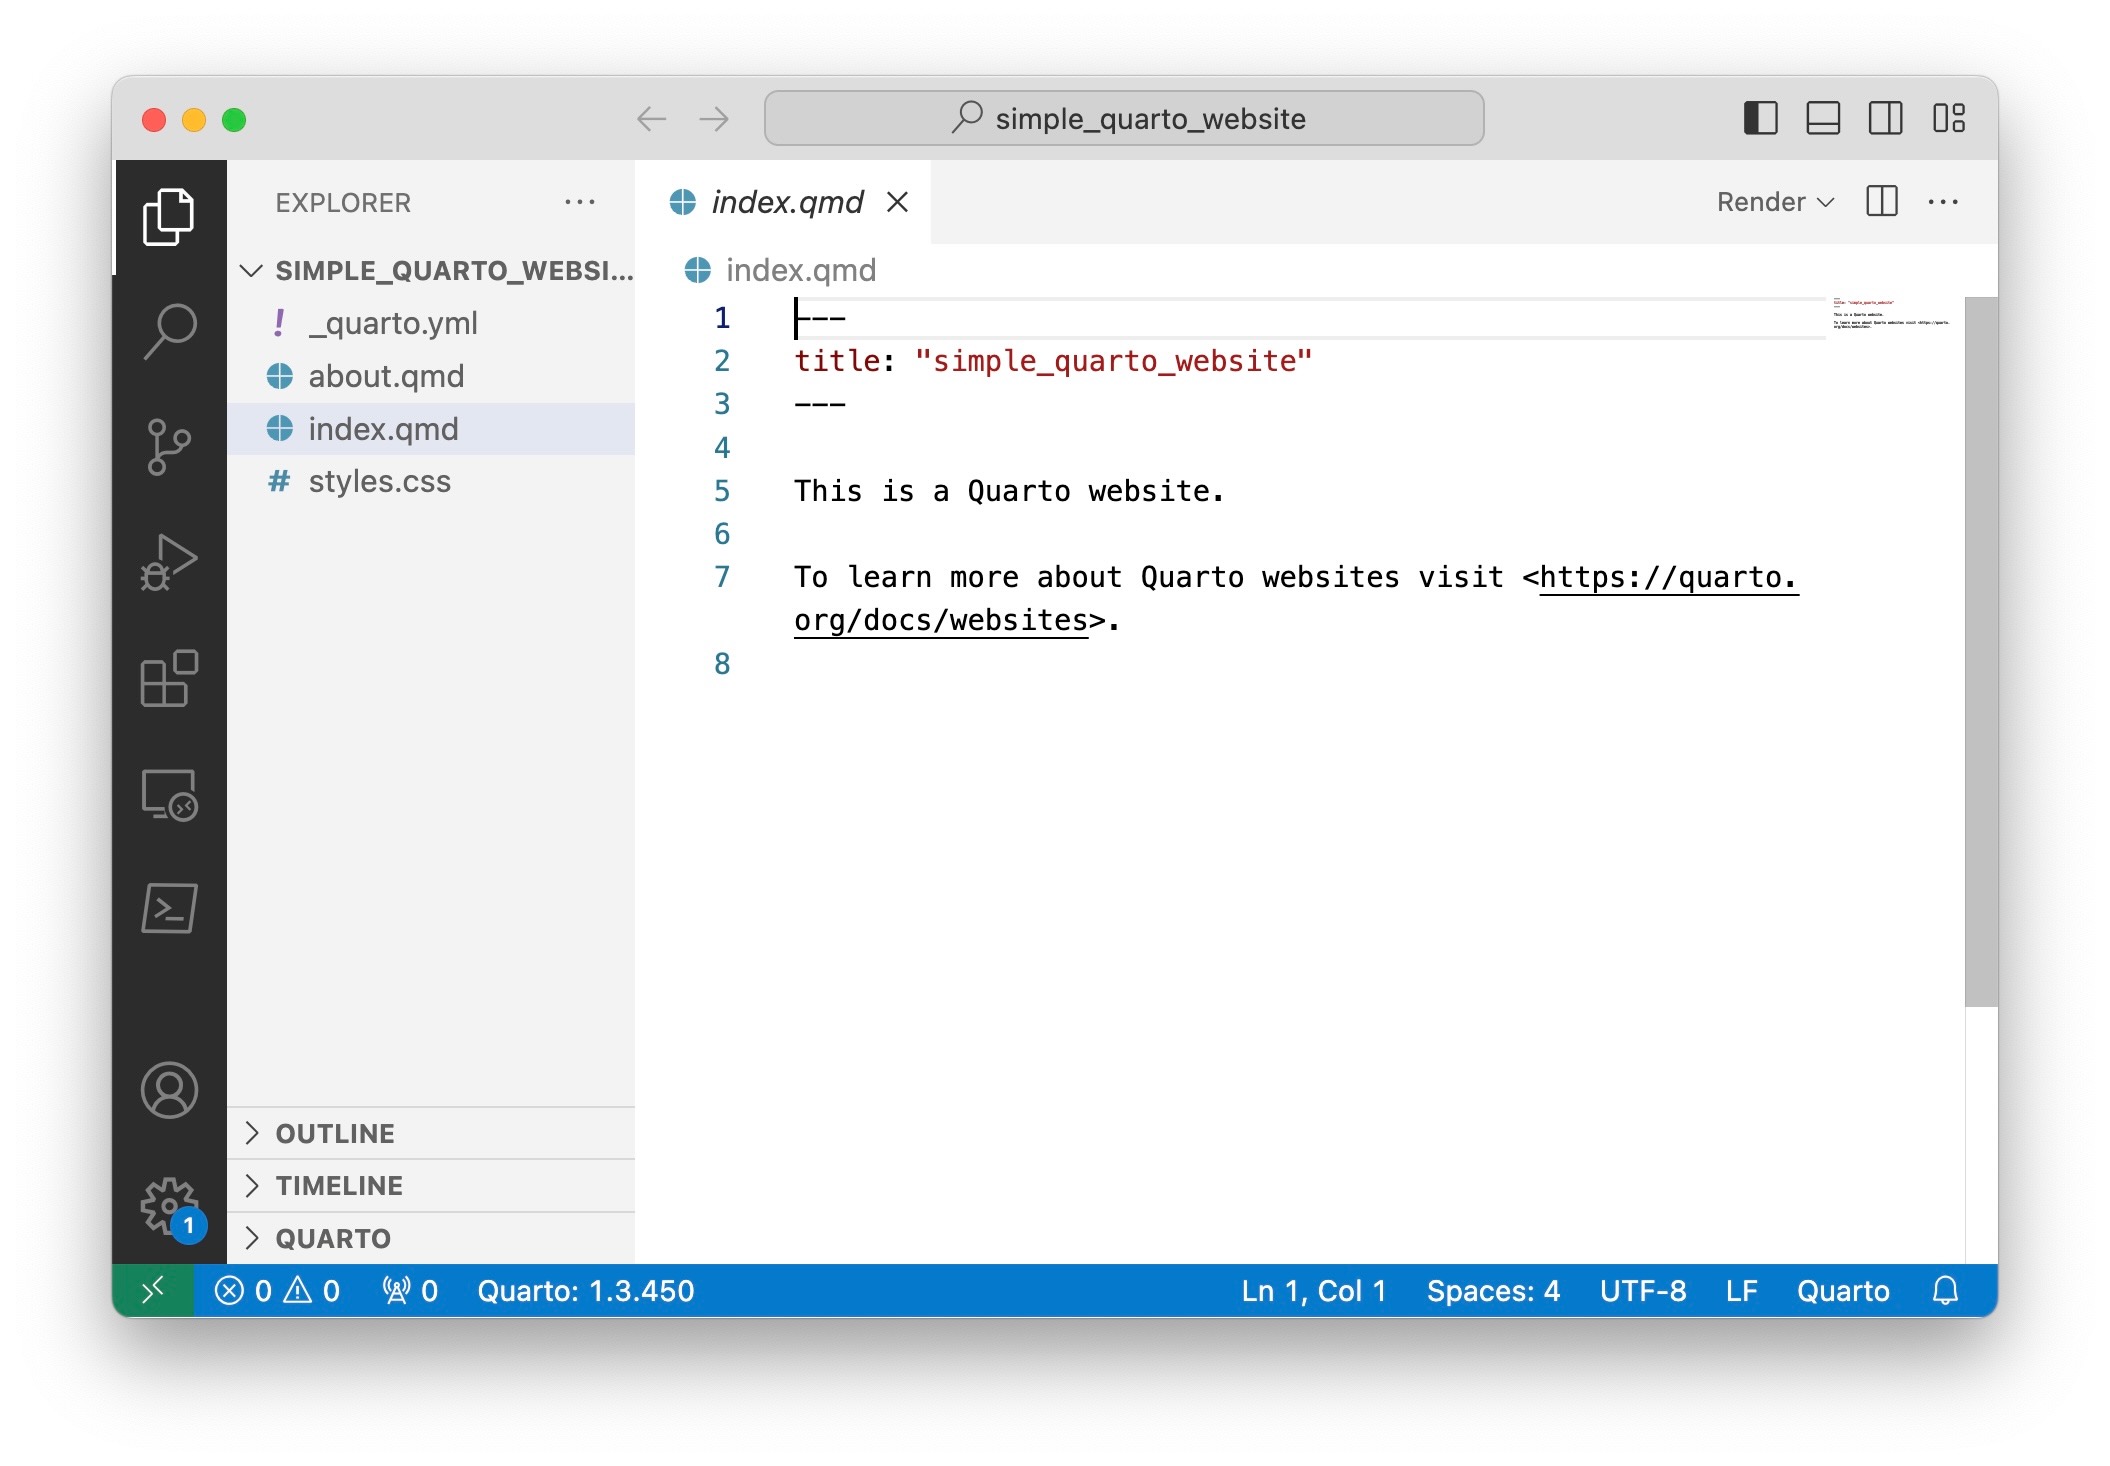 simple_quarto_website
EXPLORER
SIMPLE_QUARTO_WEBSI...
_quarto.yml
about.qmd
index.qmd
styles.css
OUTLINE
TIMELINE
QUARTO
index.qmd
Render
index.qmd
1 ---
2 title: "simple_quarto_website"
3 ---
4
5 This is a Quarto website.
6
7 To learn more about Quarto websites visit <https://quarto.
org/docs/websites>.
8
1
0 0 0 Quarto: 1.3.450 Ln 1, Col 1 Spaces: 4 UTF-8 LF Quarto